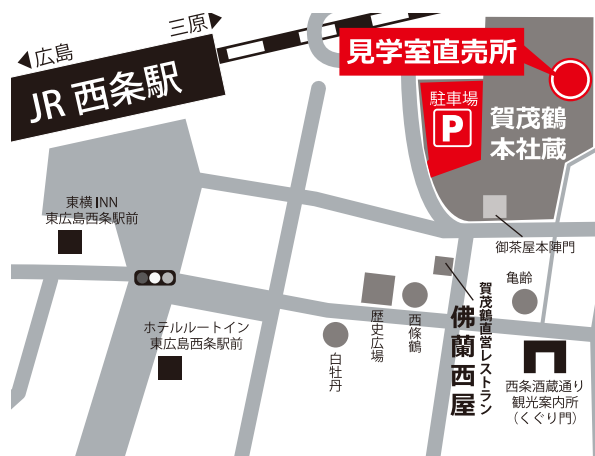 三原
広島
JR 西条駅
見学室直売所
駐車場
P
賀茂鶴
本社蔵
東横INN
東広島西条駅前
御茶屋本陣門
亀齢
賀茂鶴直営レストラン
佛蘭西屋
西條鶴
歴史広場
白牡丹
ホテルルートイン
東広島西条駅前
西条酒蔵通り
観光案内所
(くぐり門)